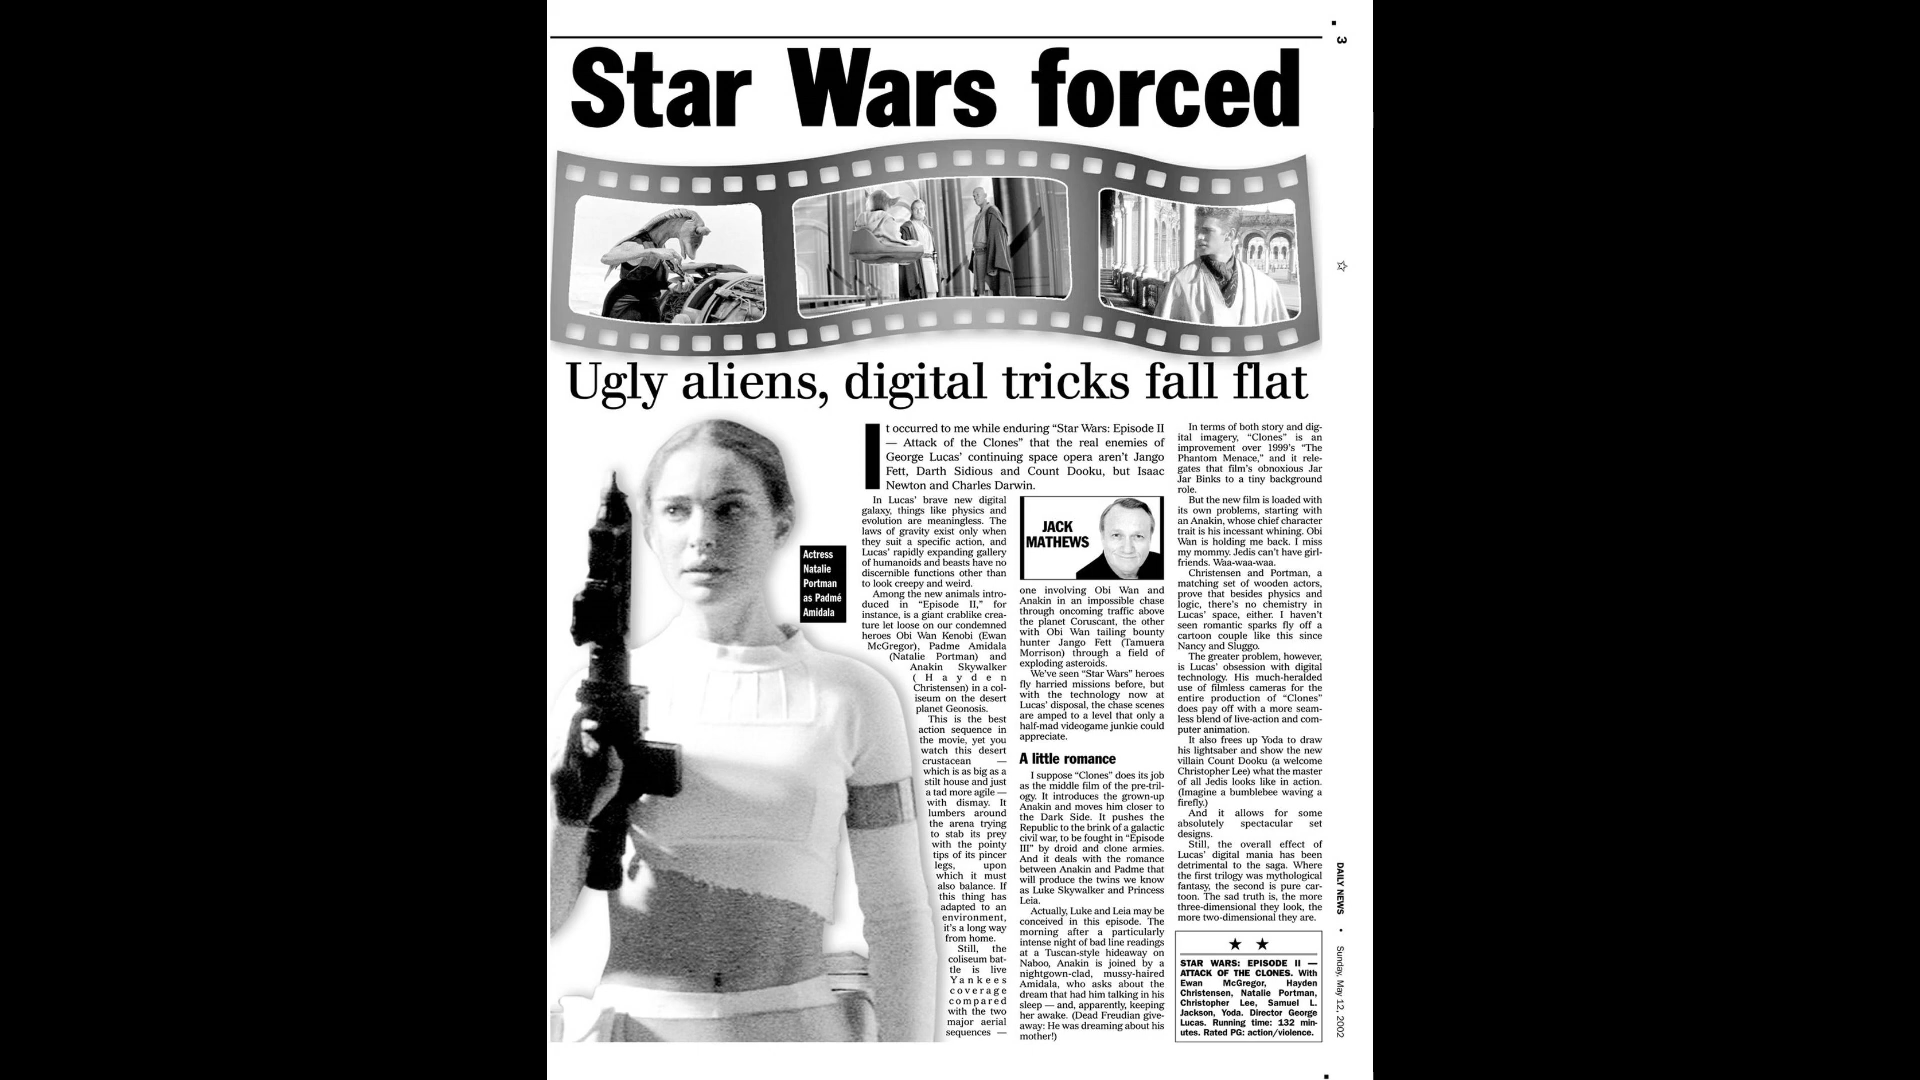 3
Star Wars forced
Ugly aliens, digital tricks fall flat
Actress
Natalie
Portman
as Padmé
Amidala
It occurred to me while enduring “Star Wars: Episode II
— Attack of the Clones” that the real enemies of
George Lucas’ continuing space opera aren’t Jango
Fett, Darth Sidious and Count Dooku, but Isaac
Newton and Charles Darwin.
In Lucas’ brave new digital
galaxy, things like physics and
evolution are meaningless. The
laws of gravity exist only when
they suit a specific action, and
Lucas’ rapidly expanding gallery
of humanoids and beasts have no
discernible functions other than
to look creepy and weird.
Among the new animals intro-
duced in “Episode II,” for
instance, is a giant crablike crea-
ture let loose on our condemned
heroes Obi Wan Kenobi (Ewan
McGregor), Padme Amidala
(Natalie Portman) and
Anakin Skywalker
(Hayden
Christensen) in a col-
iseum on the desert
planet Geonosis.
This is the best
action sequence in
the movie, yet you
watch this desert
crustacean —
which is as big as a
stilt house and just
a tad more agile —
with dismay. It
lumbers around
the arena trying
to stab its prey
with the pointy
tips of its pincer
legs, upon
which it must
also balance. If
this thing has
adapted to an
environment,
it’s a long way
from home.
Still, the
coliseum bat-
tle is live
Yankees
coverage
compared
with the two
major aerial
sequences —
JACK
MATHEWS
one involving Obi Wan and
Anakin in an impossible chase
through oncoming traffic above
the planet Coruscant, the other
with Obi Wan tailing bounty
hunter Jango Fett (Tamuera
Morrison) through a field of
exploding asteroids.
We’ve seen “Star Wars” heroes
fly harried missions before, but
with the technology now at
Lucas’ disposal, the chase scenes
are amped to a level that only a
half-mad videogame junkie could
appreciate.
A little romance
I suppose “Clones” does its job
as the middle film of the pre-tril-
ogy. It introduces the grown-up
Anakin and moves him closer to
the Dark Side. It pushes the
Republic to the brink of a galactic
civil war, to be fought in “Episode
III” by droid and clone armies.
And it deals with the romance
between Anakin and Padme that
will produce the twins we know
as Luke Skywalker and Princess
Leia.
Actually, Luke and Leia may be
conceived in this episode. The
morning after a particularly
intense night of bad line readings
at a Tuscan-style hideaway on
Naboo, Anakin is joined by a
nightgown-clad, mussy-haired
Amidala, who asks about the
dream that had him talking in his
sleep — and, apparently, keeping
her awake. (Dead Freudian give-
away: He was dreaming about his
mother!)
In terms of both story and dig-
ital imagery, “Clones” is an
improvement over 1999’s “The
Phantom Menace,” and it rele-
gates that film’s obnoxious Jar
Jar Binks to a tiny background
role.
But the new film is loaded with
its own problems, starting with
an Anakin, whose chief character
trait is his incessant whining. Obi
Wan is holding me back. I miss
my mommy. Jedis can’t have girl-
friends. Waa-waa-waa.
Christensen and Portman, a
matching set of wooden actors,
prove that besides physics and
logic, there’s no chemistry in
Lucas’ space, either. I haven’t
seen romantic sparks fly off a
cartoon couple like this since
Nancy and Sluggo.
The greater problem, however,
is Lucas’ obsession with digital
technology. His much-heralded
use of filmless cameras for the
entire production of “Clones”
does pay off with a more seam-
less blend of live-action and com-
puter animation.
It also frees up Yoda to draw
his lightsaber and show the new
villain Count Dooku (a welcome
Christopher Lee) what the master
of all Jedis looks like in action.
(Imagine a bumblebee waving a
firefly.)
And it allows for some
absolutely spectacular set
designs.
Still, the overall effect of
Lucas’ digital mania has been
detrimental to the saga. Where
the first trilogy was mythological
fantasy, the second is pure car-
toon. The sad truth is, the more
three-dimensional they look, the
more two-dimensional they are.
★ ★
STAR WARS: EPISODE II —
ATTACK OF THE CLONES. With
Ewan McGregor, Hayden
Christensen, Natalie Portman,
Christopher Lee, Samuel L.
Jackson, Yoda. Director George
Lucas. Running time: 132 min-
utes. Rated PG: action/violence.
DAILY NEWS • Sunday, May 12, 2002